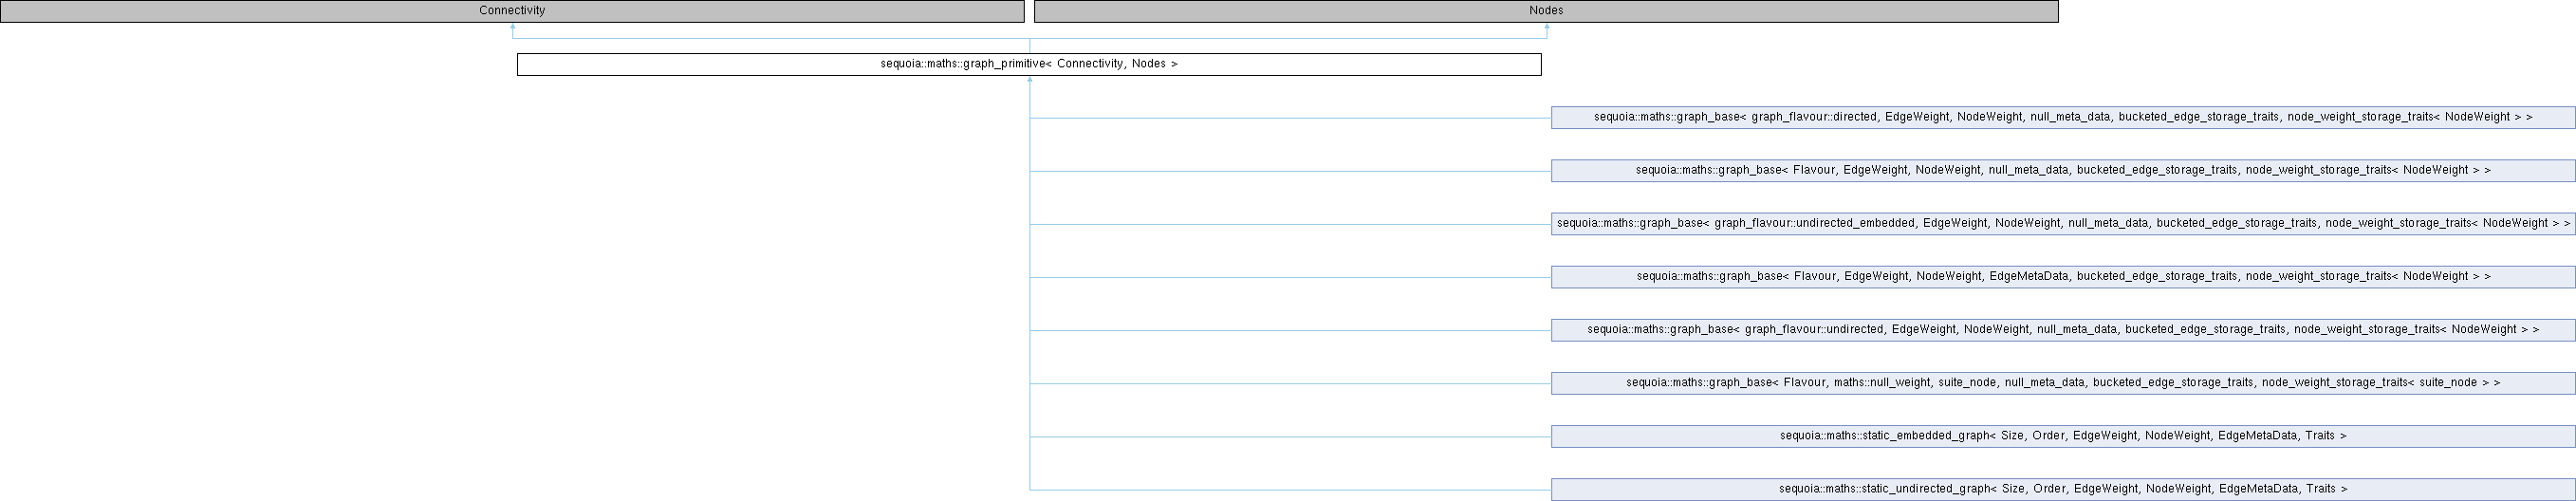 Connectivity
Nodes
sequoia::maths::graph_primitive< Connectivity, Nodes >
sequoia::maths::graph_base< graph_flavour::directed, EdgeWeight, NodeWeight, null_meta_data, bucketed_edge_storage_traits, node_weight_storage_traits< NodeWeight > >
sequoia::maths::graph_base< Flavour, EdgeWeight, NodeWeight, null_meta_data, bucketed_edge_storage_traits, node_weight_storage_traits< NodeWeight > >
sequoia::maths::graph_base< graph_flavour::undirected_embedded, EdgeWeight, NodeWeight, null_meta_data, bucketed_edge_storage_traits, node_weight_storage_traits< NodeWeight > >
sequoia::maths::graph_base< Flavour, EdgeWeight, NodeWeight, EdgeMetaData, bucketed_edge_storage_traits, node_weight_storage_traits< NodeWeight > >
sequoia::maths::graph_base< graph_flavour::undirected, EdgeWeight, NodeWeight, null_meta_data, bucketed_edge_storage_traits, node_weight_storage_traits< NodeWeight > >
sequoia::maths::graph_base< Flavour, maths::null_weight, suite_node, null_meta_data, bucketed_edge_storage_traits, node_weight_storage_traits< suite_node > >
sequoia::maths::static_embedded_graph< Size, Order, EdgeWeight, NodeWeight, EdgeMetaData, Traits >
sequoia::maths::static_undirected_graph< Size, Order, EdgeWeight, NodeWeight, EdgeMetaData, Traits >